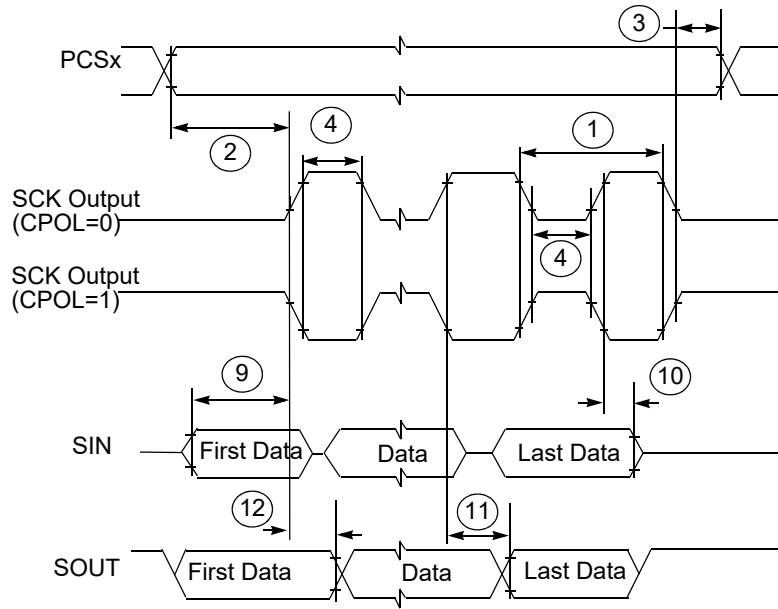 3
PCSx
2
4
1
SCK Output
(CPOL=0)
4
SCK Output
(CPOL=1)
9
10
SIN
First Data
Data
Last Data
12
11
SOUT
First Data
Data
Last Data